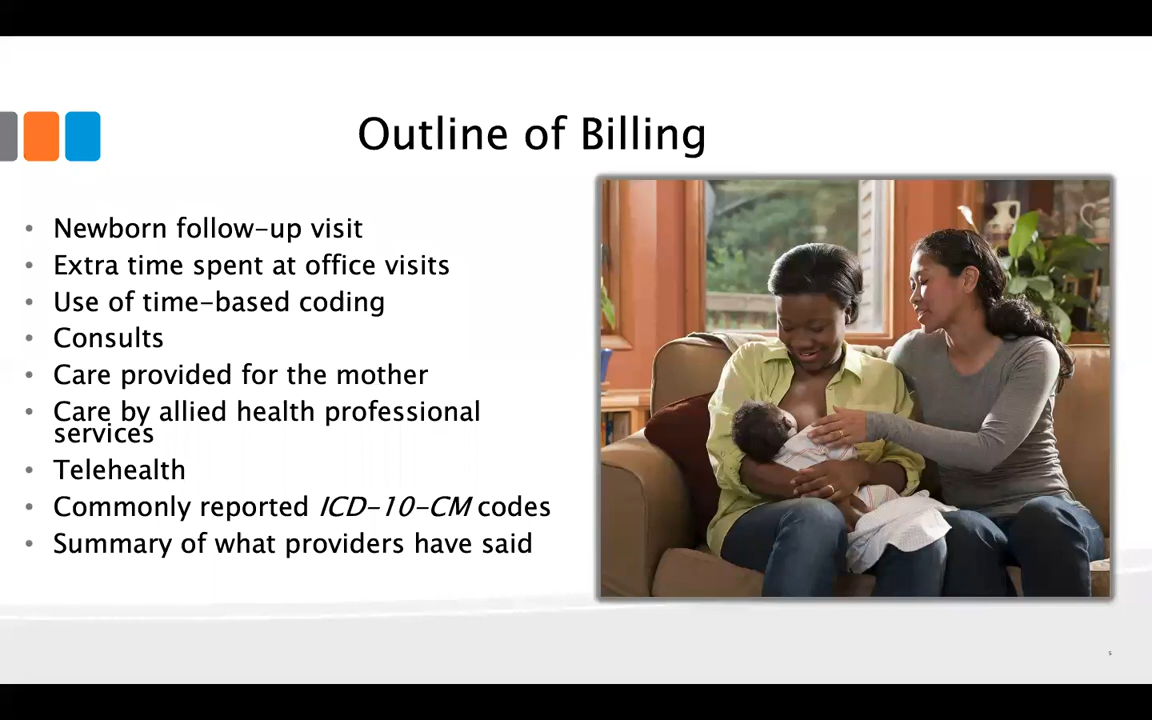 Outline of Billing
• Newborn follow-up visit
• Extra time spent at office visits
• Use of time-based coding
• Consults
• Care provided for the mother
• Care by allied health professional
services
• Telehealth
• Commonly reported ICD-10-CM codes
• Summary of what providers have said
5